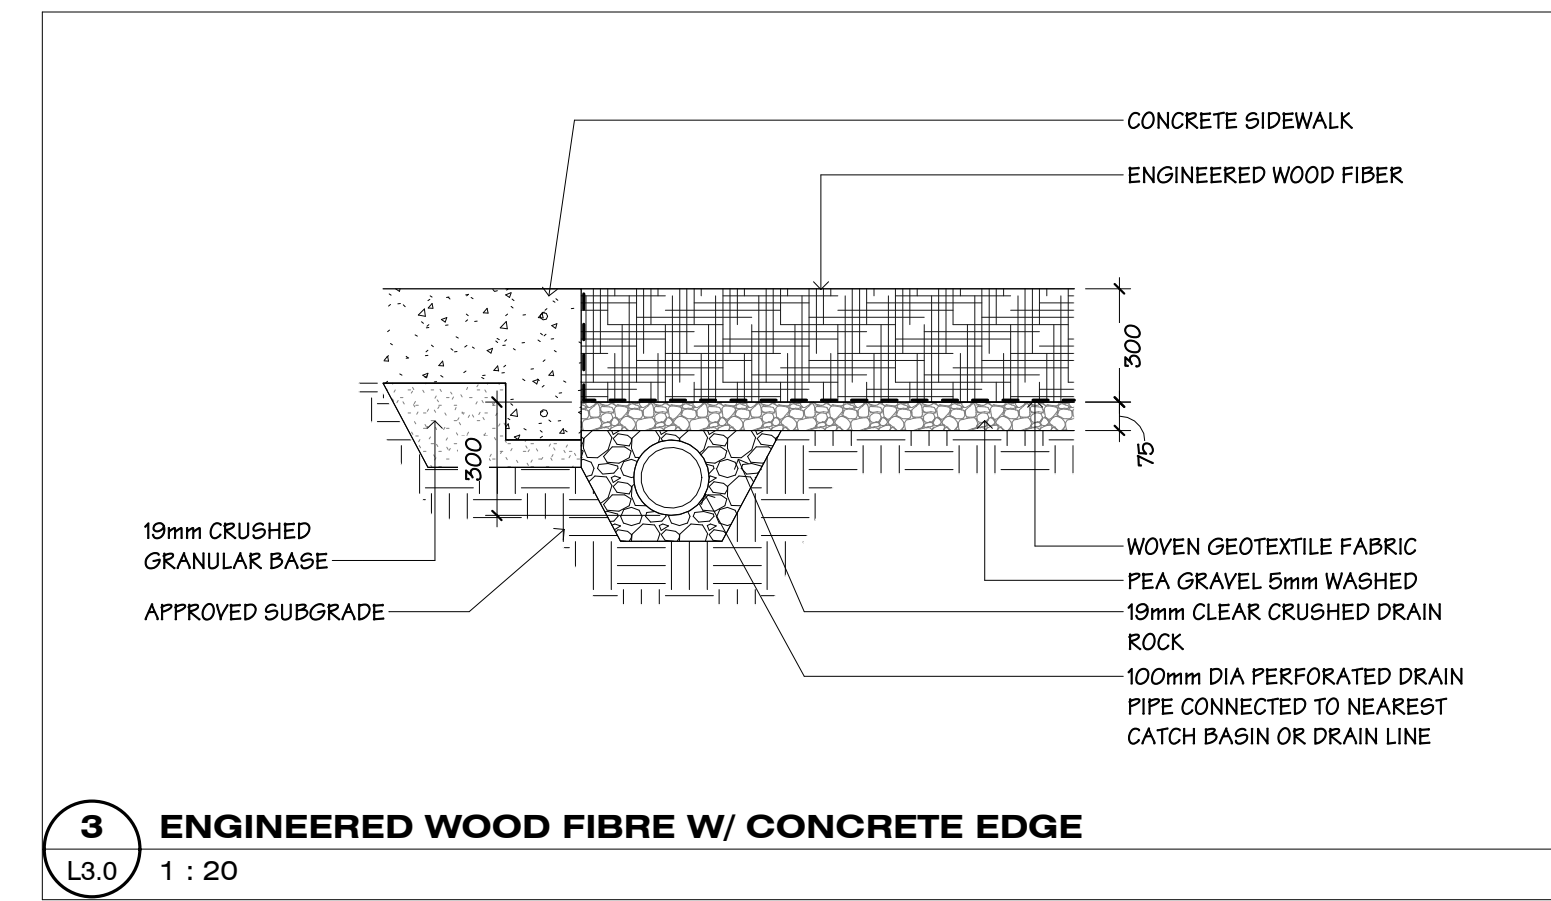 CONCRETE SIDEWALK
ENGINEERED WOOD FIBER
300
75
300
19mm CRUSHED
GRANULAR BASE
APPROVED SUBGRADE
WOVEN GEOTEXTILE FABRIC
PEA GRAVEL 5mm WASHED
19mm CLEAR CRUSHED DRAIN
ROCK
100mm DIA PERFORATED DRAIN
PIPE CONNECTED TO NEAREST
CATCH BASIN OR DRAIN LINE
3
ENGINEERED WOOD FIBRE W/ CONCRETE EDGE
L3.0
1 : 20